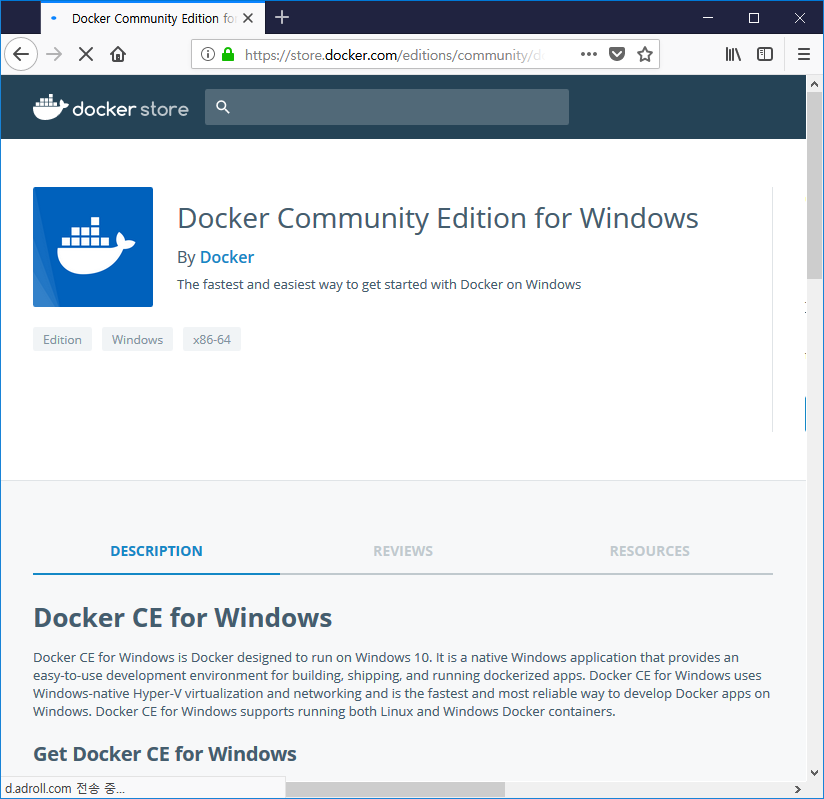 Docker Community Edition fo
https://store.docker.com/editions/community/d
docker store
Docker Community Edition for Windows
By Docker
The fastest and easiest way to get started with Docker on Windows
Edition Windows x86-64
DESCRIPTION REVIEWS RESOURCES
Docker CE for Windows
Docker CE for Windows is Docker designed to run on Windows 10. It is a native Windows application that provides an
easy-to-use development environment for building, shipping, and running dockerized apps. Docker CE for Windows uses
Windows-native Hyper-V virtualization and networking and is the fastest and most reliable way to develop Docker apps on
Windows. Docker CE for Windows supports running both Linux and Windows Docker containers.
Get Docker CE for Windows
d.adroll.com 전송 중...